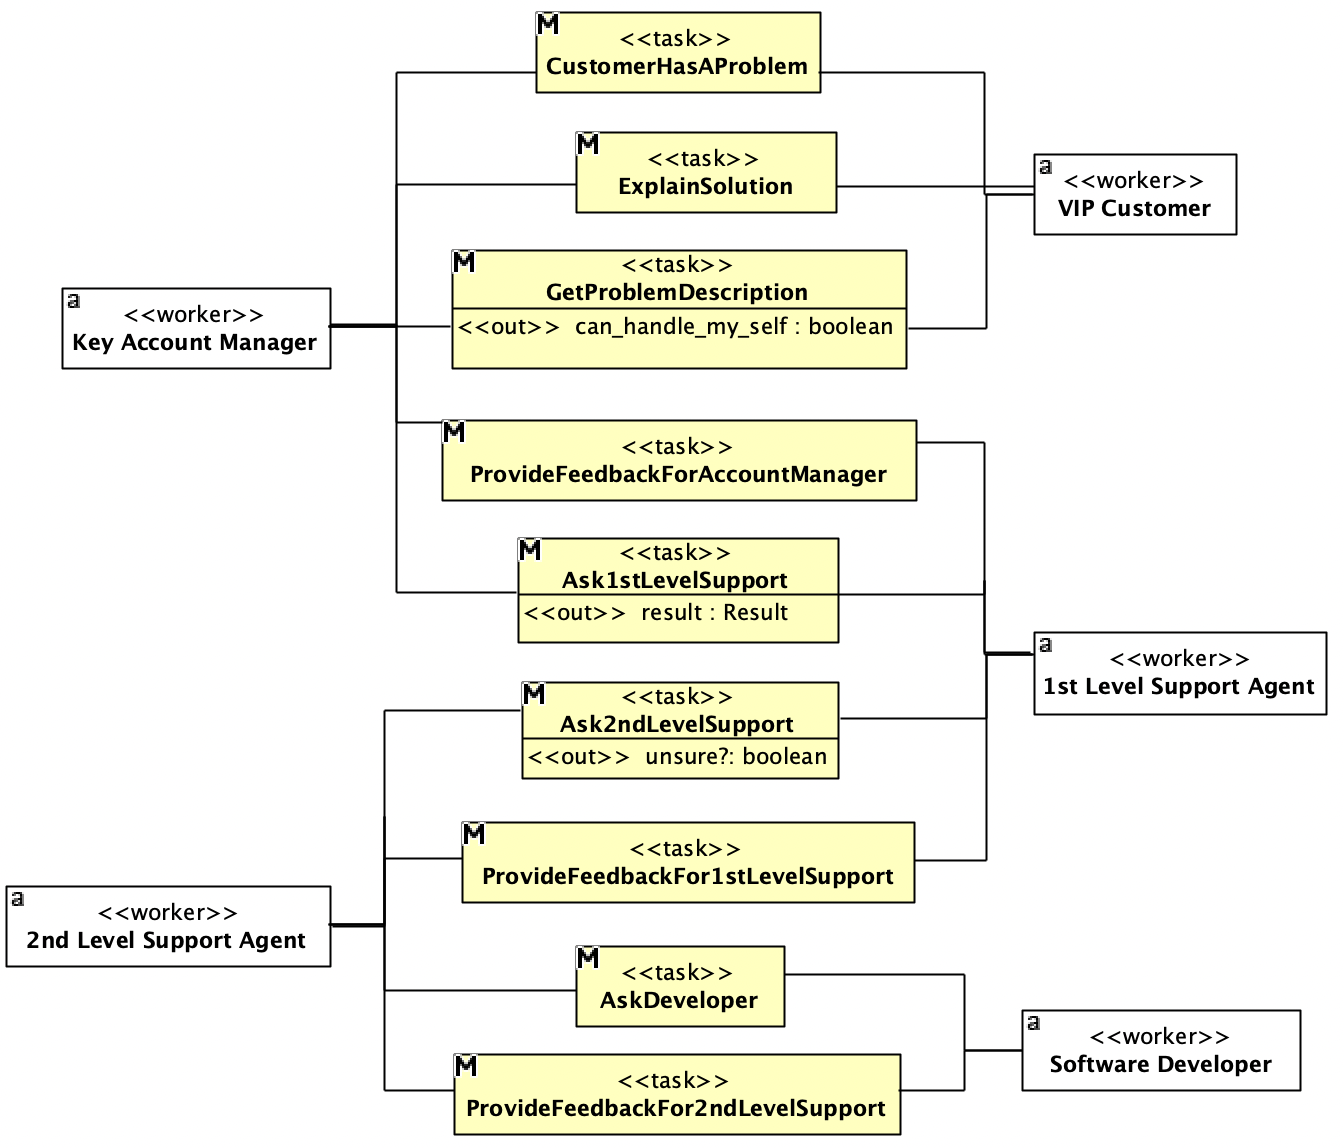 M
<<task>>
CustomerHasAProblem
M
<<task>>
ExplainSolution
a
<<worker>>
VIP Customer
M
<<task>>
GetProblemDescription
<<out>> can_handle_my_self : boolean
a
<<worker>>
Key Account Manager
M
<<task>>
ProvideFeedbackForAccountManager
M
<<task>>
Ask1stLevelSupport
<<out>> result : Result
a
<<worker>>
1st Level Support Agent
M
<<task>>
Ask2ndLevelSupport
<<out>> unsure?: boolean
M
<<task>>
ProvideFeedbackFor1stLevelSupport
a
<<worker>>
2nd Level Support Agent
M
<<task>>
AskDeveloper
a
<<worker>>
Software Developer
M
<<task>>
ProvideFeedbackFor2ndLevelSupport